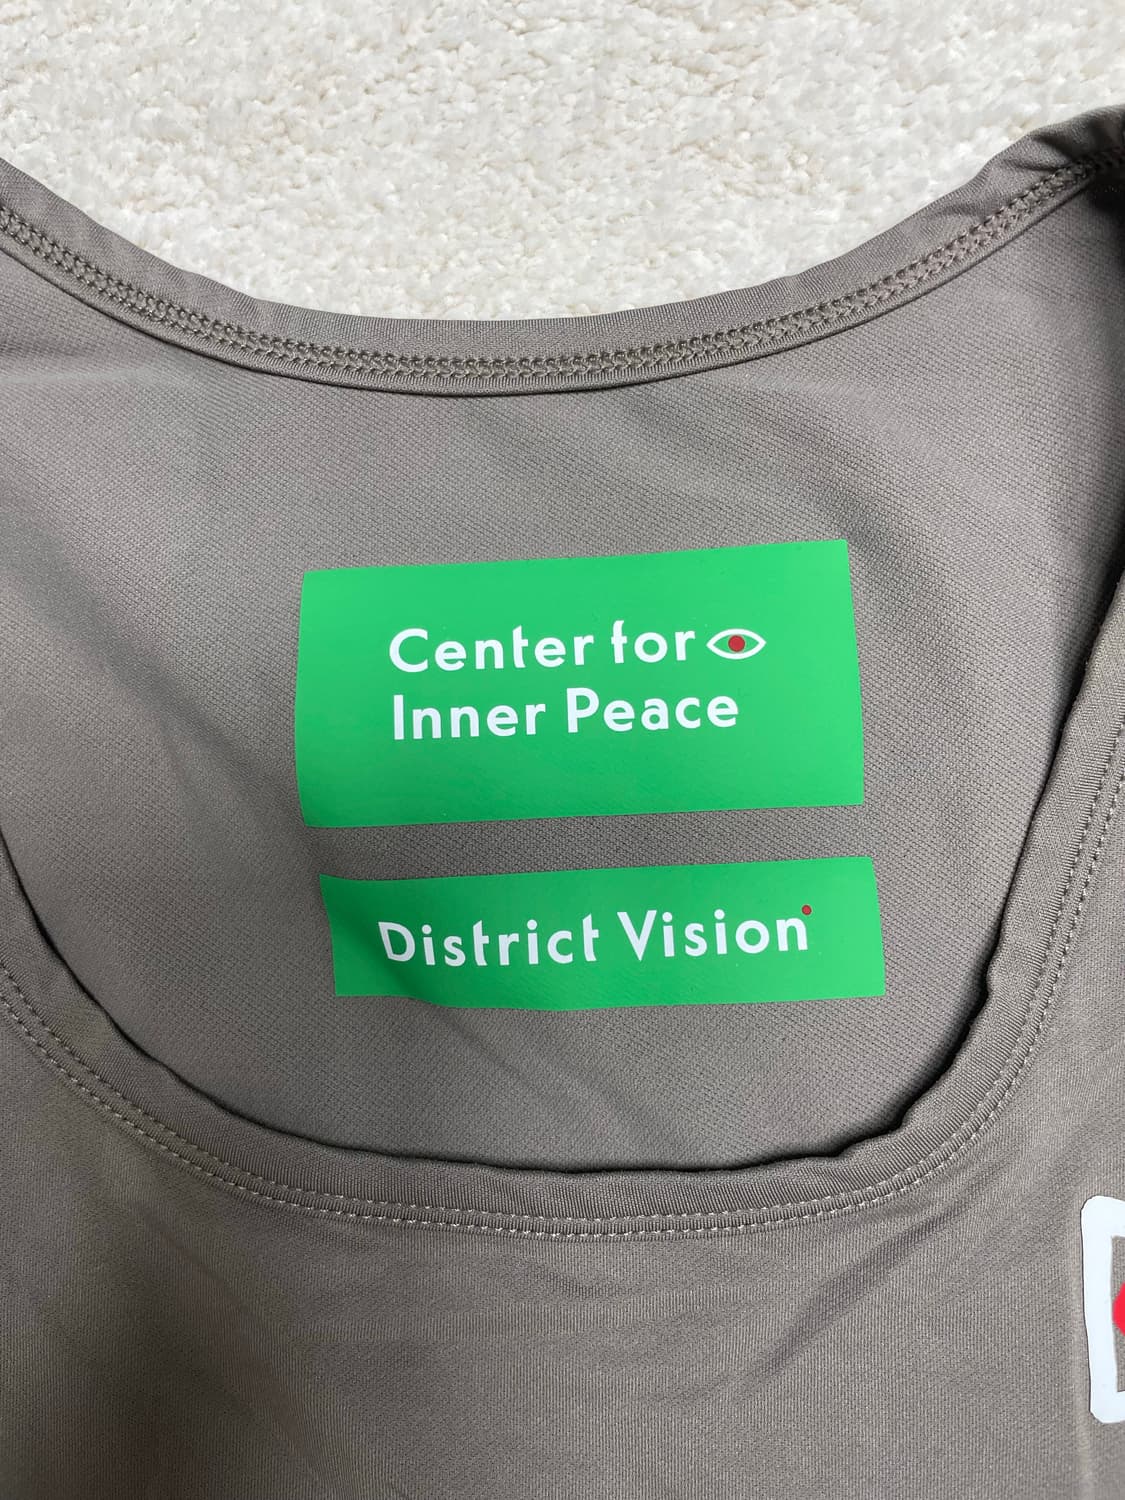 Center for
Inner Peace
District Vision